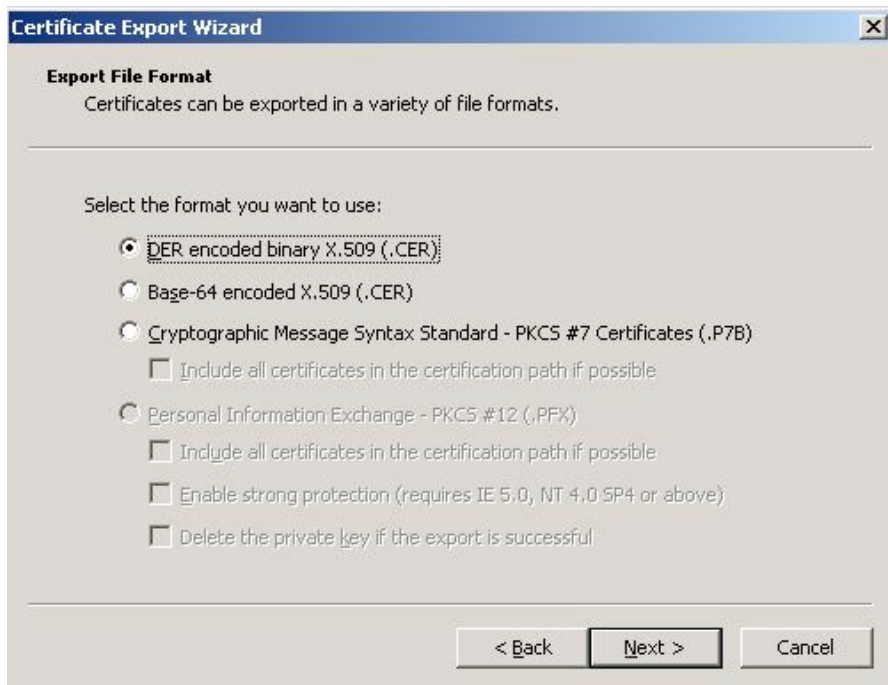 Certificate Export Wizard
Export File Format
Certificates can be exported in a variety of file formats.
Select the format you want to use:
DER encoded binary X.509 (.CER)
Base-64 encoded X.509 (.CER)
Cryptographic Message Syntax Standard - PKCS #7 Certificates (.P7B)
Include all certificates in the certification path if possible
Personal Information Exchange - PKCS #12 (.PFX)
Include all certificates in the certification path if possible
Enable strong protection (requires IE 5.0, NT 4.0 SP4 or above)
Delete the private key if the export is successful
< Back Next > Cancel